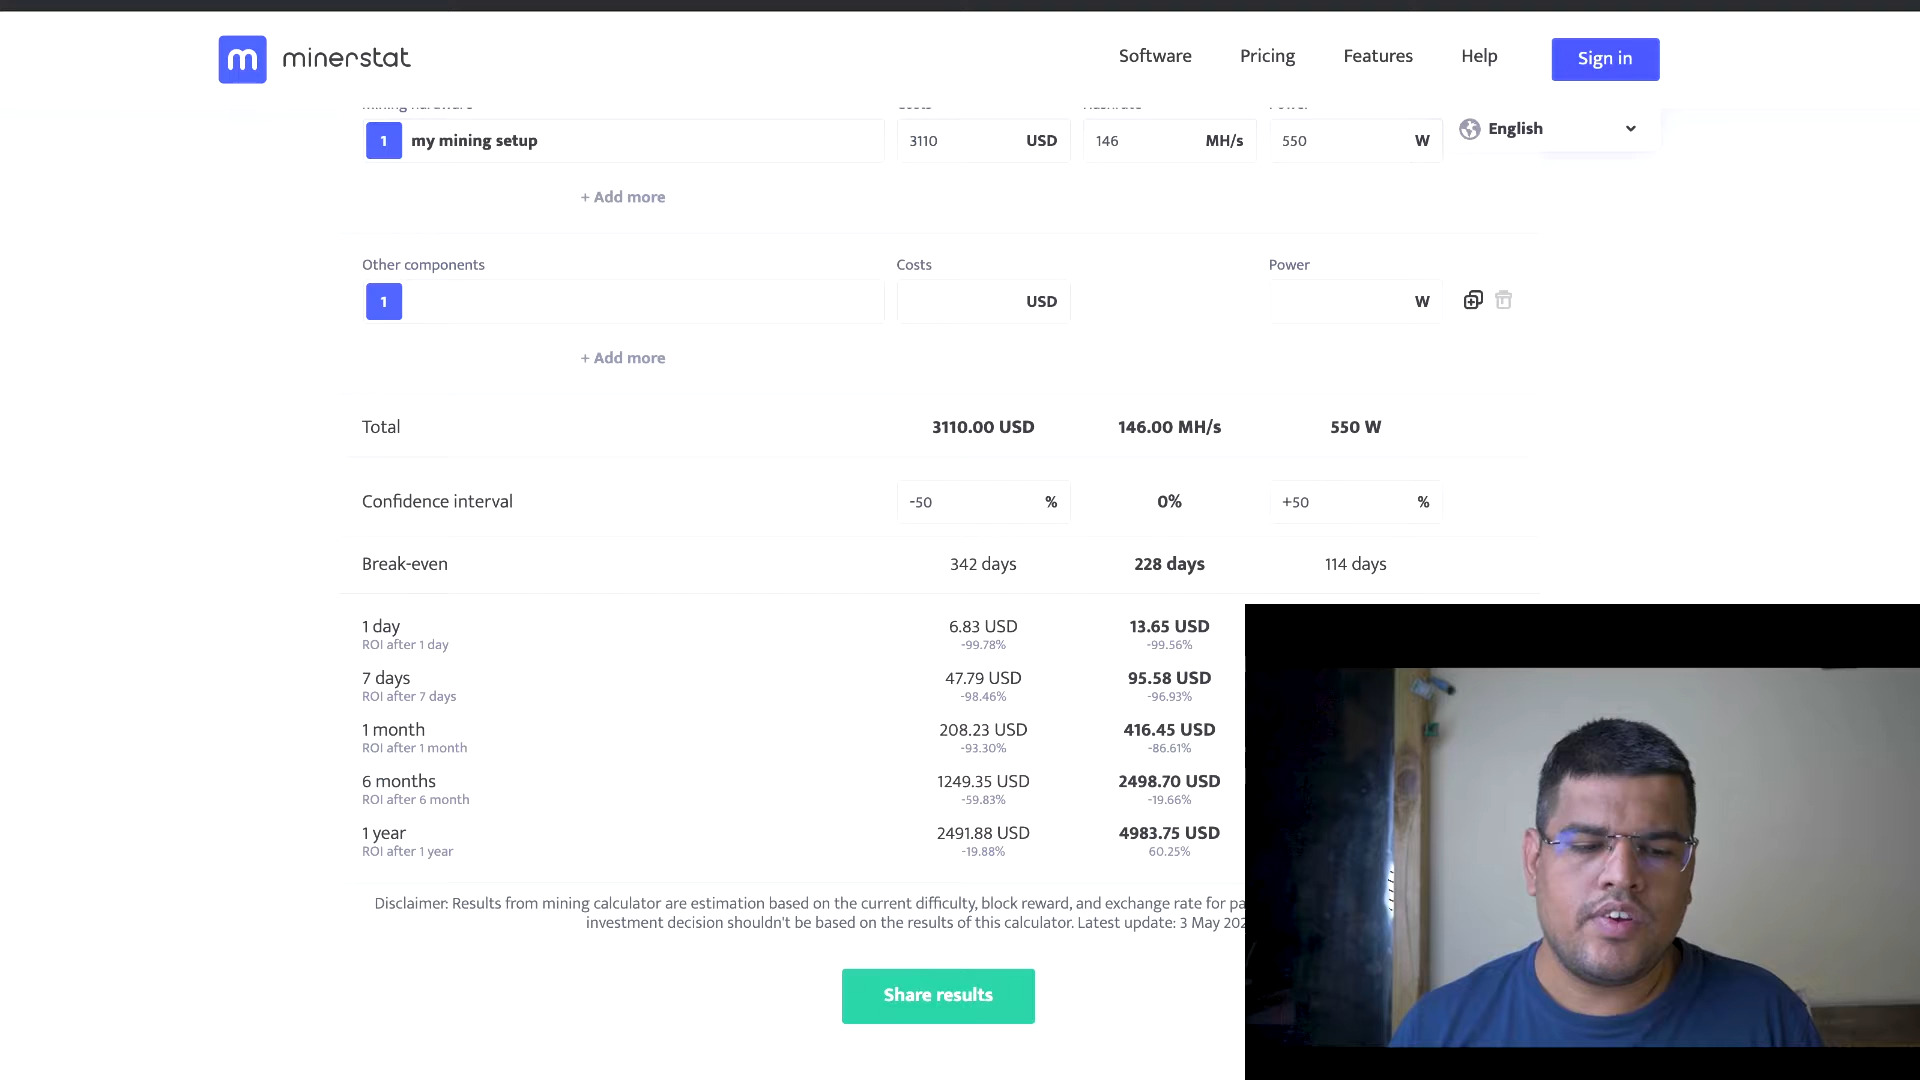 minerstat
Software Pricing Features Help Sign in
1 my mining setup 3110 USD 146 MH/s 550 W English
+ Add more
Other components Costs Power
1 USD W
+ Add more
Total 3110.00 USD 146.00 MH/s 550 W
Confidence interval -50 % 0% +50 %
Break-even 342 days 228 days 114 days
1 day 6.83 USD 13.65 USD
ROI after 1 day -99.78% -99.56%
7 days 47.79 USD 95.58 USD
ROI after 7 days -98.46% -96.93%
1 month 208.23 USD 416.45 USD
ROI after 1 month -93.30% -86.61%
6 months 1249.35 USD 2498.70 USD
ROI after 6 month -59.83% -19.66%
1 year 2491.88 USD 4983.75 USD
ROI after 1 year -19.88% 60.25%
Disclaimer: Results from mining calculator are estimation based on the current difficulty, block reward, and exchange rate for
investment decision shouldn't be based on the results of this calculator. Latest update: 3 May
Share results